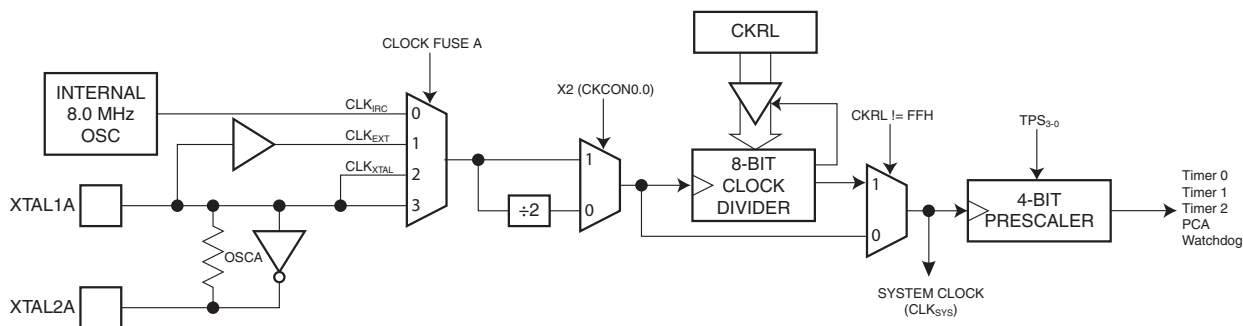 CKRL
CLOCK FUSE A
INTERNAL
8.0 MHz
OSC
CLKIRC
0
X2 (CKCON0.0)
CKRL != FFH
TPS3-0
CLKEXT
1
CLKXTAL
2
3
XTAL1A
1
÷2
0
8-BIT
CLOCK
DIVIDER
1
0
4-BIT
PRESCALER
Timer 0
Timer 1
Timer 2
PCA
Watchdog
OSCA
XTAL2A
SYSTEM CLOCK
(CLKSYS)